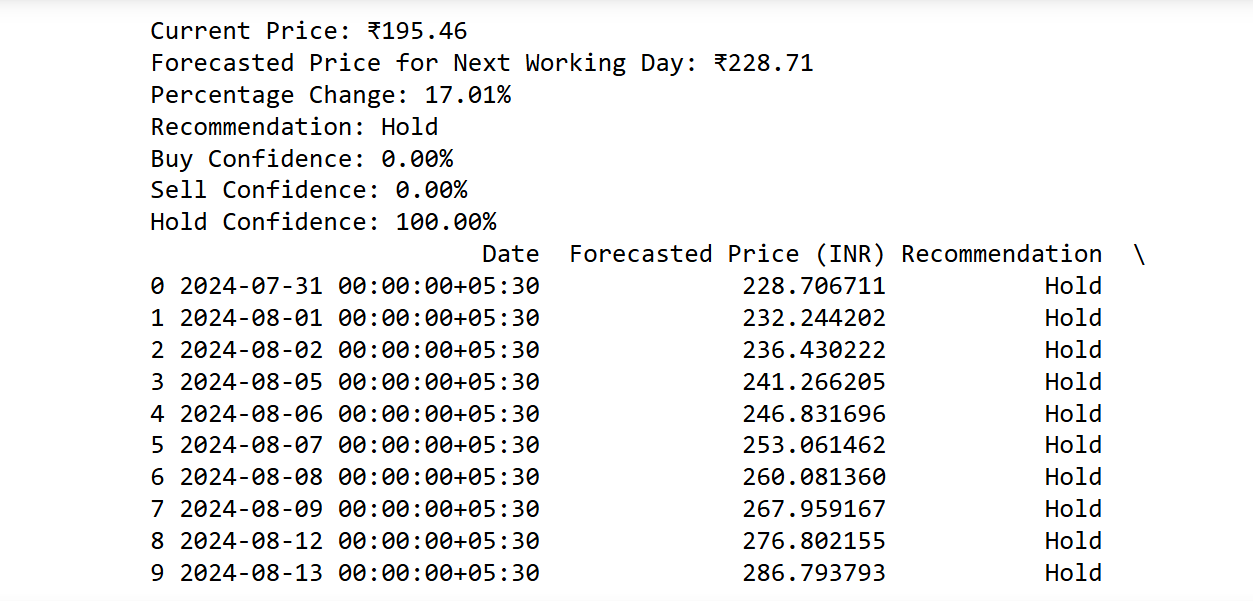 Current Price: ₹195.46
Forecasted Price for Next Working Day: ₹228.71
Percentage Change: 17.01%
Recommendation: Hold
Buy Confidence: 0.00%
Sell Confidence: 0.00%
Hold Confidence: 100.00%
Date Forecasted Price (INR) Recommendation \
0 2024-07-31 00:00:00+05:30 228.706711 Hold
1 2024-08-01 00:00:00+05:30 232.244202 Hold
2 2024-08-02 00:00:00+05:30 236.430222 Hold
3 2024-08-05 00:00:00+05:30 241.266205 Hold
4 2024-08-06 00:00:00+05:30 246.831696 Hold
5 2024-08-07 00:00:00+05:30 253.061462 Hold
6 2024-08-08 00:00:00+05:30 260.081360 Hold
7 2024-08-09 00:00:00+05:30 267.959167 Hold
8 2024-08-12 00:00:00+05:30 276.802155 Hold
9 2024-08-13 00:00:00+05:30 286.793793 Hold